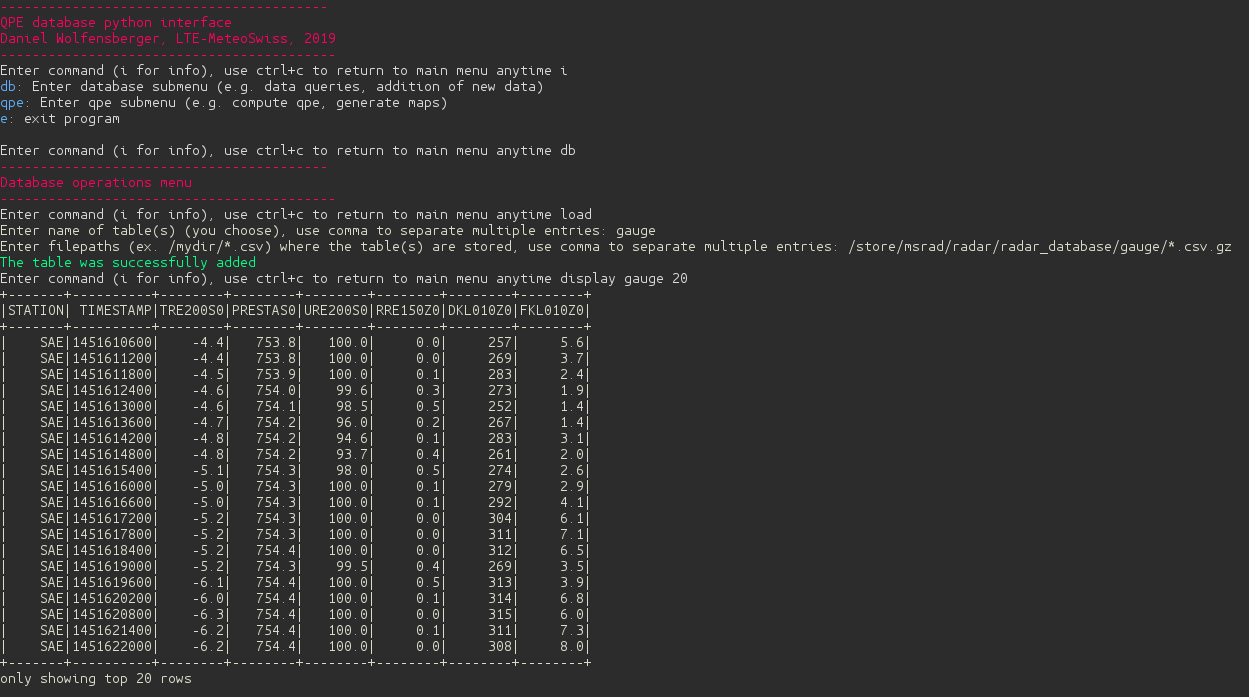 -----------------------------------------
QPE database python interface
Daniel Wolfensberger, LTE-MeteoSwiss, 2019
------------------------------------------
Enter command (i for info), use ctrl+c to return to main menu anytime i
db: Enter database submenu (e.g. data queries, addition of new data)
qpe: Enter qpe submenu (e.g. compute qpe, generate maps)
e: exit program
Enter command (i for info), use ctrl+c to return to main menu anytime db
-----------------------------------------
Database operations menu
------------------------------------------
Enter command (i for info), use ctrl+c to return to main menu anytime load
Enter name of table(s) (you choose), use comma to separate multiple entries: gauge
Enter filepaths (ex. /mydir/*.csv) where the table(s) are stored, use comma to separate multiple entries: /store/msrad/radar/radar_database/gauge/*.csv.gz
The table was successfully added
Enter command (i for info), use ctrl+c to return to main menu anytime display gauge 20
+-------+----------+--------+--------+--------+--------+--------+--------+
|STATION| TIMESTAMP|TRE200S0|PRESTAS0|URE200S0|RRE150Z0|DKL010Z0|FKL010Z0|
+-------+----------+--------+--------+--------+--------+--------+--------+
|    SAE|1451610600|    -4.4|   753.8|   100.0|     0.0|     257|     5.6|
|    SAE|1451611200|    -4.4|   753.8|   100.0|     0.0|     269|     3.7|
|    SAE|1451611800|    -4.5|   753.9|   100.0|     0.1|     283|     2.4|
|    SAE|1451612400|    -4.6|   754.0|    99.6|     0.3|     273|     1.9|
|    SAE|1451613000|    -4.6|   754.1|    98.5|     0.5|     252|     1.4|
|    SAE|1451613600|    -4.7|   754.2|    96.0|     0.2|     267|     1.4|
|    SAE|1451614200|    -4.8|   754.2|    94.6|     0.1|     283|     3.1|
|    SAE|1451614800|    -4.8|   754.2|    93.7|     0.4|     261|     2.0|
|    SAE|1451615400|    -5.1|   754.3|    98.0|     0.5|     274|     2.6|
|    SAE|1451616000|    -5.0|   754.3|   100.0|     0.1|     279|     2.9|
|    SAE|1451616600|    -5.0|   754.3|   100.0|     0.1|     292|     4.1|
|    SAE|1451617200|    -5.2|   754.3|   100.0|     0.0|     304|     6.1|
|    SAE|1451617800|    -5.2|   754.3|   100.0|     0.0|     311|     7.1|
|    SAE|1451618400|    -5.2|   754.4|   100.0|     0.0|     312|     6.5|
|    SAE|1451619000|    -5.2|   754.3|    99.5|     0.4|     269|     3.5|
|    SAE|1451619600|    -6.1|   754.4|   100.0|     0.5|     313|     3.9|
|    SAE|1451620200|    -6.0|   754.4|   100.0|     0.1|     314|     6.8|
|    SAE|1451620800|    -6.3|   754.4|   100.0|     0.0|     315|     6.0|
|    SAE|1451621400|    -6.2|   754.4|   100.0|     0.1|     311|     7.3|
|    SAE|1451622000|    -6.2|   754.4|   100.0|     0.0|     308|     8.0|
+-------+----------+--------+--------+--------+--------+--------+--------+
only showing top 20 rows